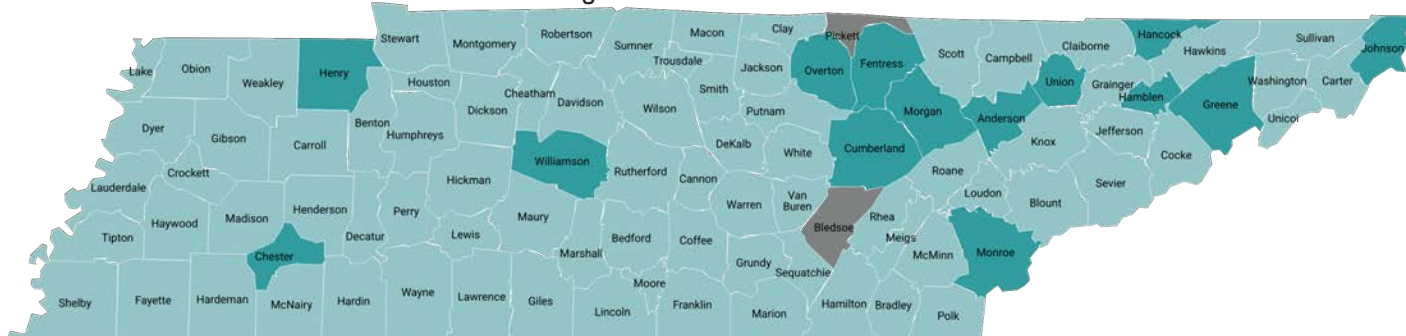 Stewart
Montgomery
Robertson
Sumner
Macon
Clay
Pickett
Scott
Campbell
Claiborne
Hancock
Hawkins
Sullivan
Johnson
Lake
Obion
Weakley
Henry
Houston
Trousdale
Jackson
Overton
Fentress
Union
Grainger
Hamblen
Washington
Carter
Dickson
Cheatham
Davidson
Wilson
Smith
Putnam
Morgan
Anderson
Greene
Unicoi
Dyer
Gibson
Carroll
Benton
Humphreys
DeKalb
White
Cumberland
Knox
Jefferson
Cocke
Lauderdale
Crockett
Williamson
Rutherford
Cannon
Roane
Loudon
Sevier
Haywood
Madison
Henderson
Perry
Hickman
Maury
Warren
Van
Buren
Rhea
Blount
Tipton
Decatur
Lewis
Marshall
Bedford
Coffee
Bledsoe
Meigs
McMinn
Monroe
Chester
Grundy
Sequatchie
Shelby
Fayette
Hardeman
McNairy
Hardin
Wayne
Lawrence
Giles
Moore
Lincoln
Franklin
Marion
Hamilton
Bradley
Polk